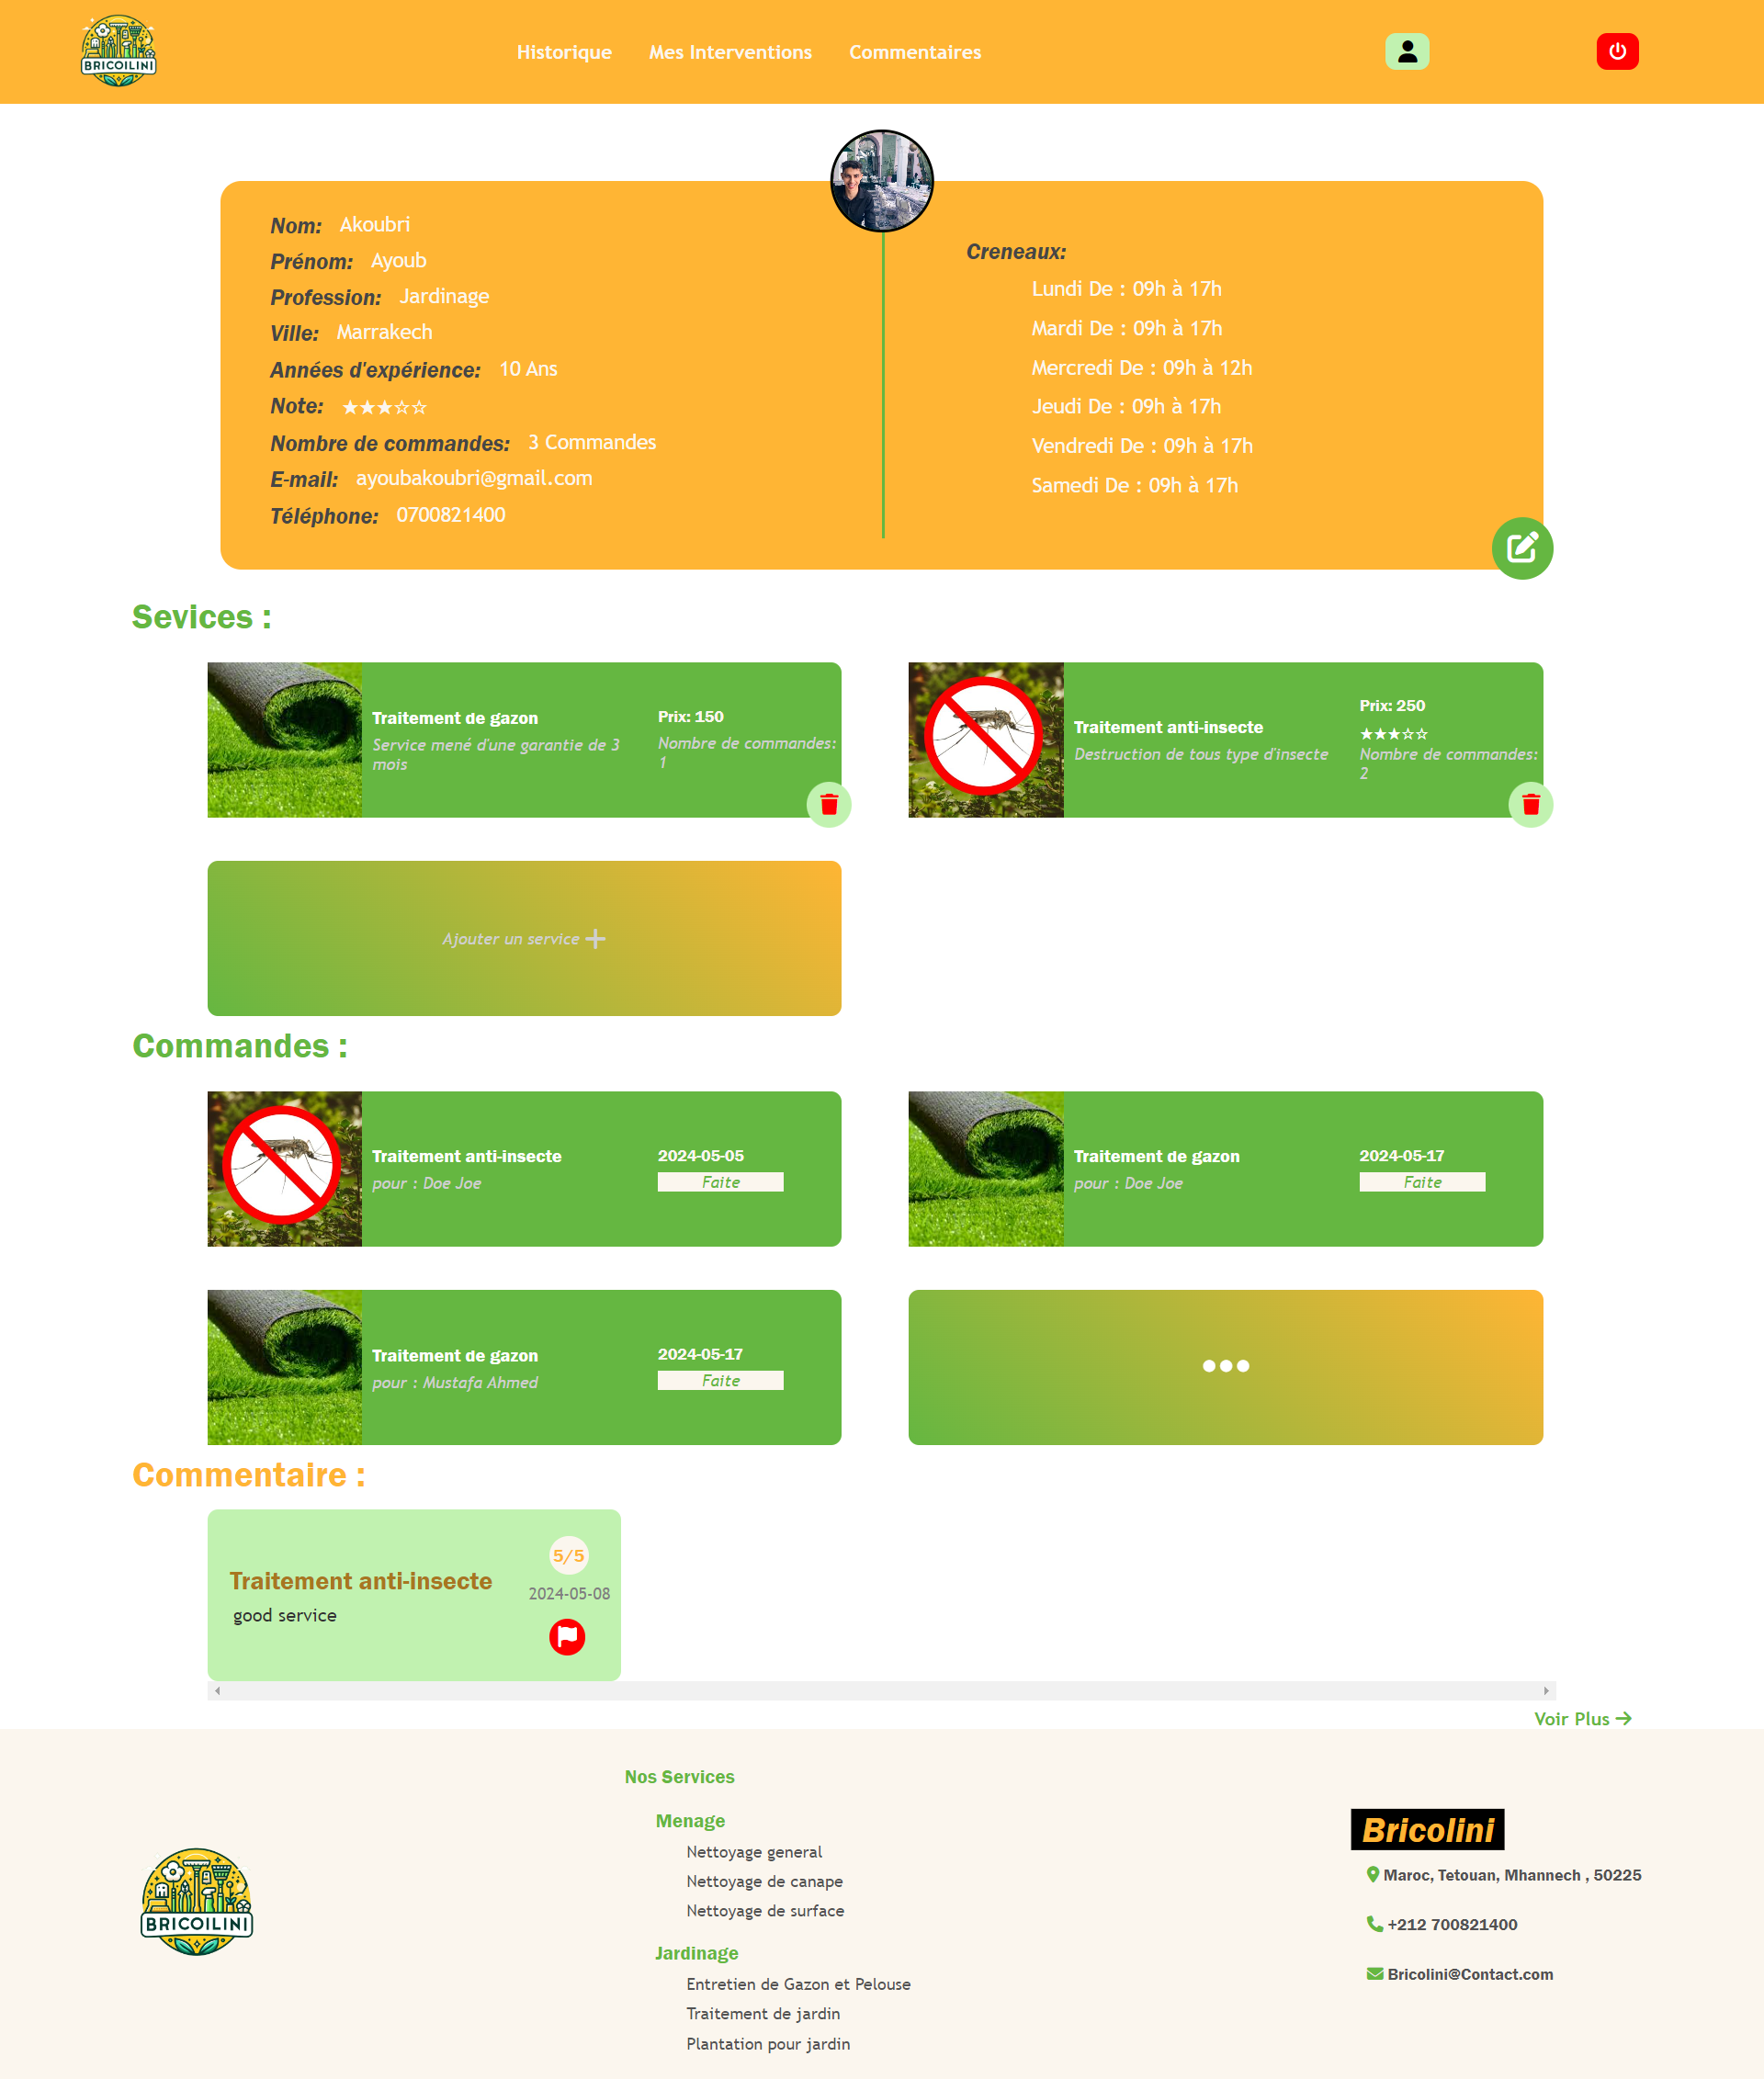 BRICOILINI
Historique Mes Interventions Commentaires
Nom: Akoubri
Prénom: Ayoub
Profession: Jardinage
Ville: Marrakech
Années d'expérience: 10 Ans
Note: ★★★☆☆
Nombre de commandes: 3 Commandes
E-mail: ayoubakoubri@gmail.com
Téléphone: 0700821400
Creneaux:
Lundi De : 09h à 17h
Mardi De : 09h à 17h
Mercredi De : 09h à 12h
Jeudi De : 09h à 17h
Vendredi De : 09h à 17h
Samedi De : 09h à 17h
Sevices :
Traitement de gazon
Service mené d'une garantie de 3
mois
Prix: 150
Nombre de commandes:
1
Traitement anti-insecte
Destruction de tous type d'insecte
Prix: 250
★★★☆☆
Nombre de commandes:
2
Ajouter un service +
Commandes :
Traitement anti-insecte
pour : Doe Joe
2024-05-05
Faite
Traitement de gazon
pour : Doe Joe
2024-05-17
Faite
Traitement de gazon
pour : Mustafa Ahmed
2024-05-17
Faite
Commentaire :
Traitement anti-insecte
good service
5/5
2024-05-08
Voir Plus →
BRICOILINI
Nos Services
Menage
Nettoyage general
Nettoyage de canape
Nettoyage de surface
Jardinage
Entretien de Gazon et Pelouse
Traitement de jardin
Plantation pour jardin
Bricolini
Maroc, Tetouan, Mhannech , 50225
+212 700821400
Bricolini@Contact.com